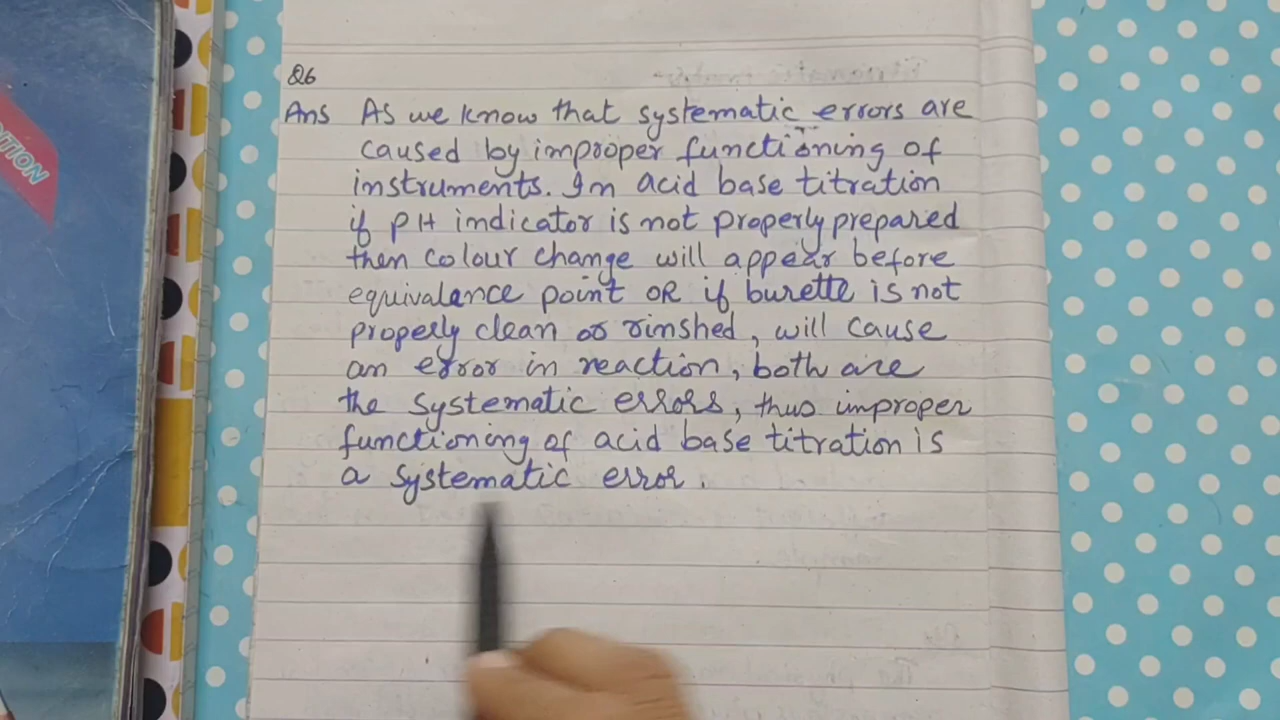 ITION
Q6
Ans As we know that systematic errors are
caused by improper functioning of
instruments. In acid base titration
if PH indicator is not properly prepared
then colour change will appear before
equivalance point OR if burette is not
properly clean or rinshed, will cause
an error in reaction, both are
the systematic errors, thus improper
functioning of acid base titration is
a systematic error.